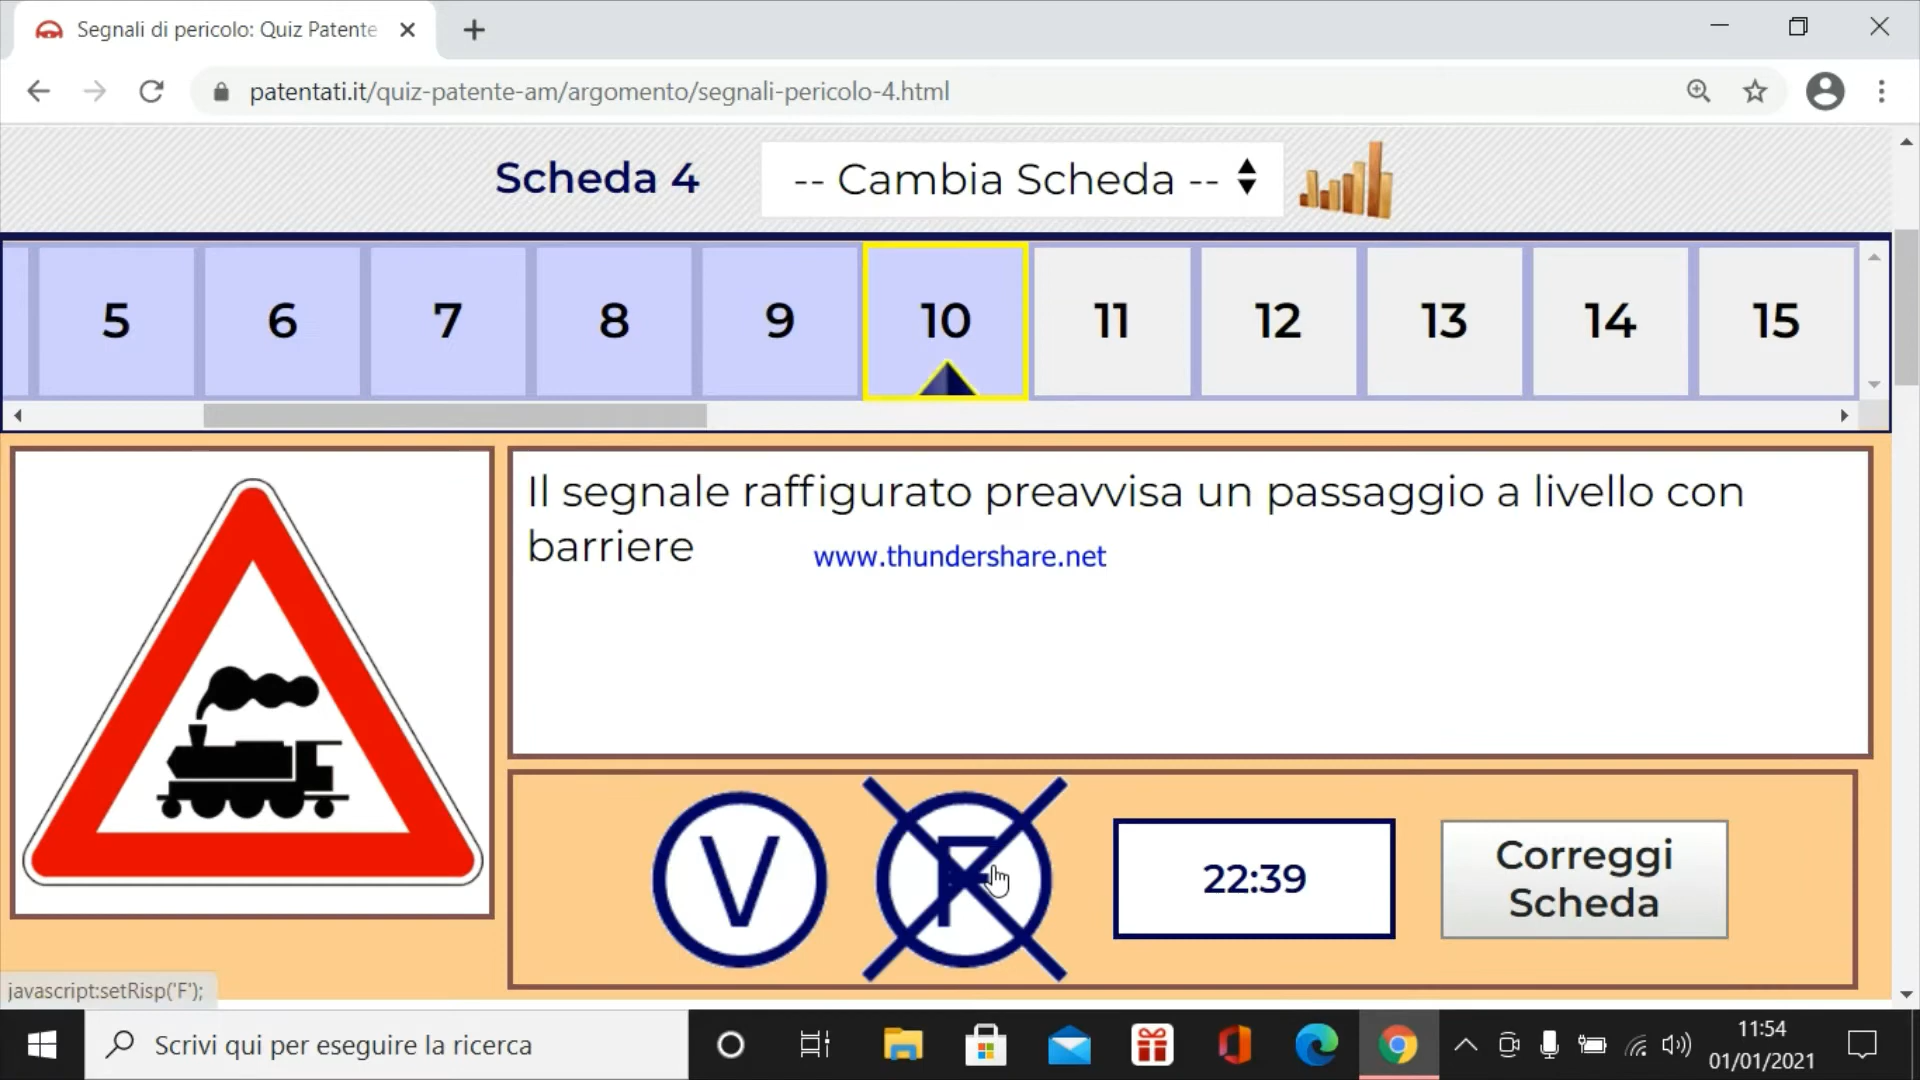 Segnali di pericolo: Quiz Patente
patentati.it/quiz-patente-am/argomento/segnali-pericolo-4.html
Scheda 4
-- Cambia Scheda --
5 6 7 8 9 10 11 12 13 14 15
Il segnale raffigurato preavvisa un passaggio a livello con
barriere
www.thundershare.net
V F 22:39
Correggi
Scheda
javascript:setRisp('F');
Scrivi qui per eseguire la ricerca
11:54
01/01/2021